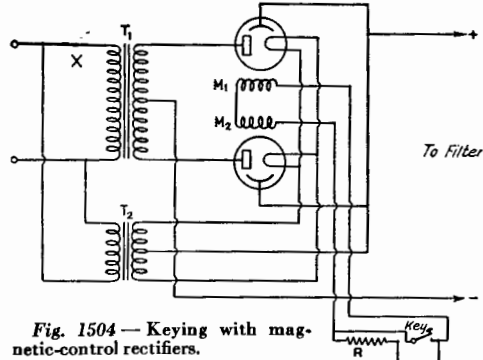 T1
X
+
M1
M2
To Filter
T2
−
Key
R
Fig. 1504 — Keying with mag-
netic-control rectifiers.